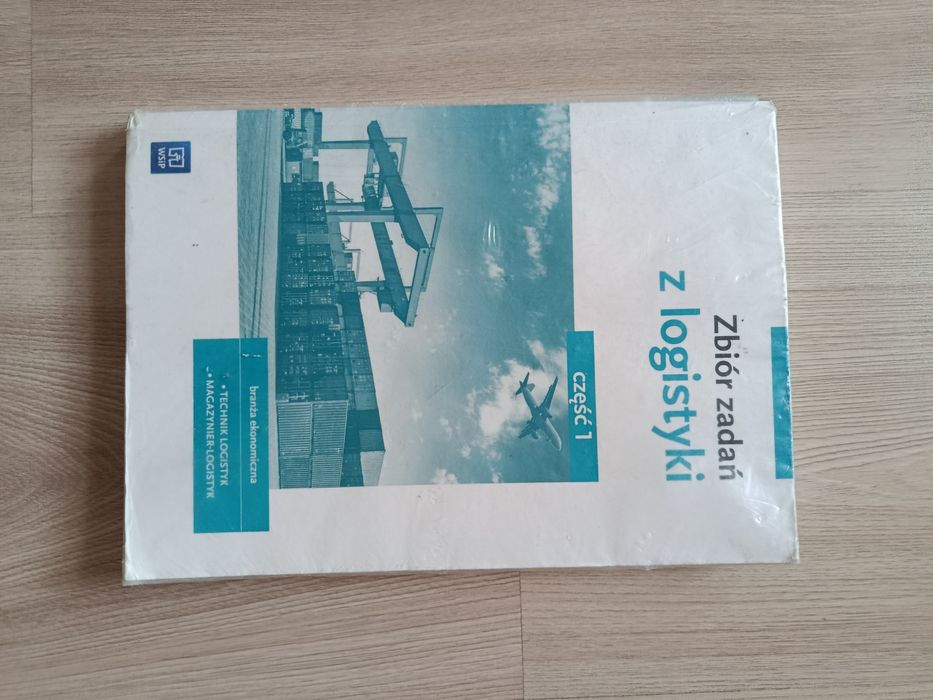 Zbiór zadań
z logistyki
część 1
branża ekonomiczna
• TECHNIK LOGISTYK
• MAGAZYNIER-LOGISTYK
WSiP